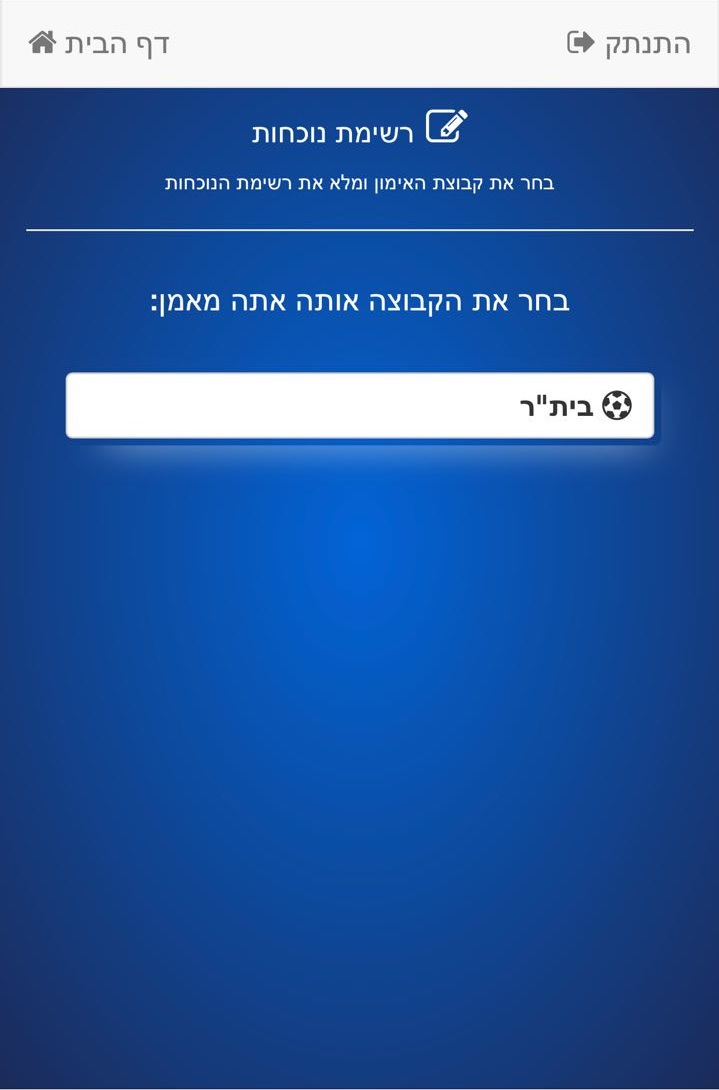 התנתק
דף הבית
רשימת נוכחות
בחר את קבוצת האימון ומלא את רשימת הנוכחות
בחר את הקבוצה אותה אתה מאמן:
בית"ר